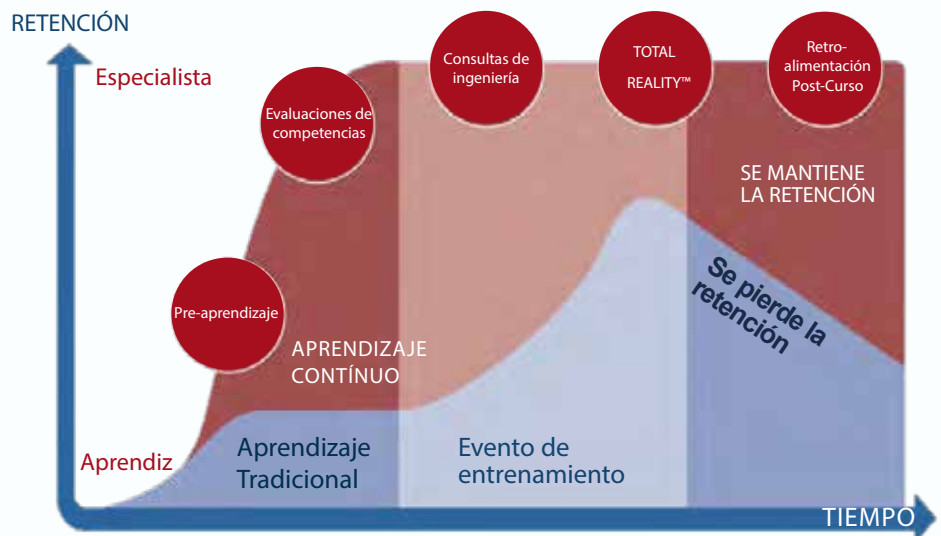 RETENCIÓN
Especialista
Evaluaciones de
competencias
Consultas de
ingeniería
TOTAL
REALITY™
Retro-
alimentación
Post-Curso
SE MANTIENE
LA RETENCIÓN
Pre-aprendizaje
Se pierde la
retención
APRENDIZAJE
CONTÍNUO
Aprendiz
Aprendizaje
Tradicional
Evento de
entrenamiento
TIEMPO